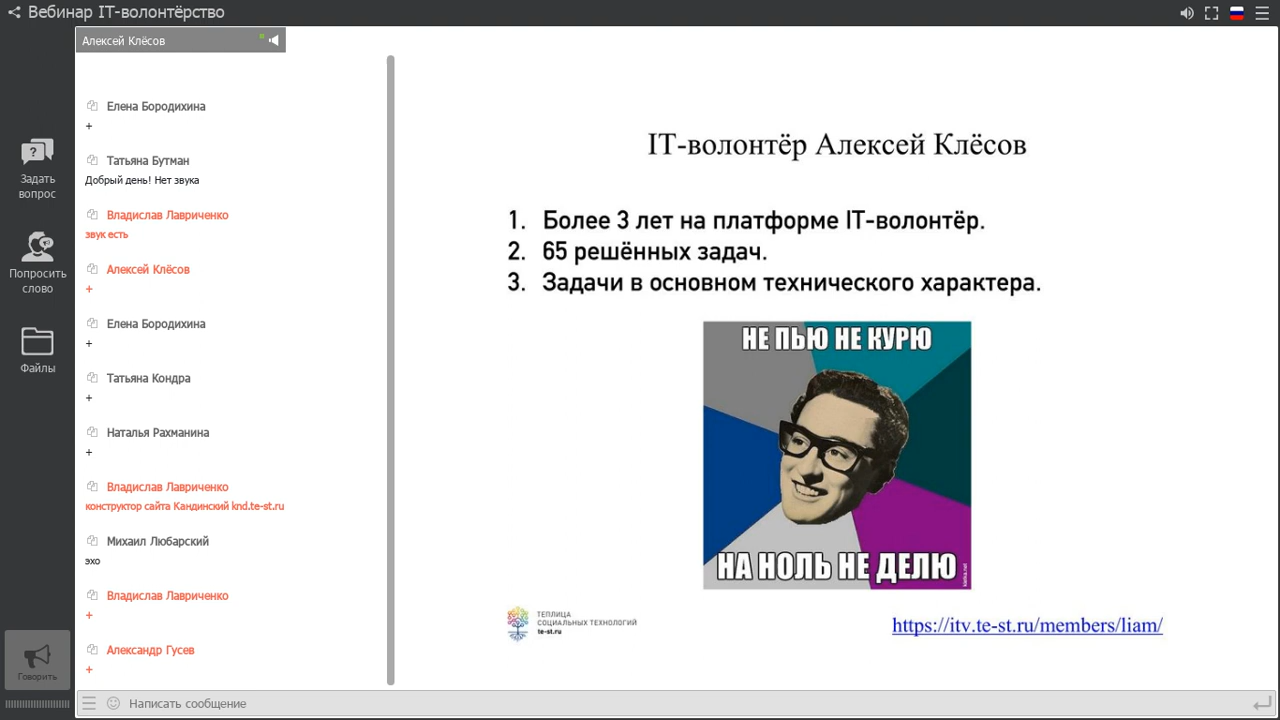 Вебинар IT-волонтёрство
Алексей Клёсов
Задать
вопрос
Попросить
слово
Файлы
Говорить
Елена Бородихина
+
Татьяна Бутман
Добрый день! Нет звука
Владислав Лавриченко
звук есть
Алексей Клёсов
+
Елена Бородихина
+
Татьяна Кондра
+
Наталья Рахманина
+
Владислав Лавриченко
конструктор сайта Кандинский knd.te-st.ru
Михаил Любарский
эхо
Владислав Лавриченко
+
Александр Гусев
+
Написать сообщение
IT-волонтёр Алексей Клёсов
1. Более 3 лет на платформе IT-волонтёр.
2. 65 решённых задач.
3. Задачи в основном технического характера.
НЕ ПЬЮ НЕ КУРЮ
НА НОЛЬ НЕ ДЕЛЮ
ТЕПЛИЦА
СОЦИАЛЬНЫХ ТЕХНОЛОГИЙ
te-st.ru
https://itv.te-st.ru/members/liam/